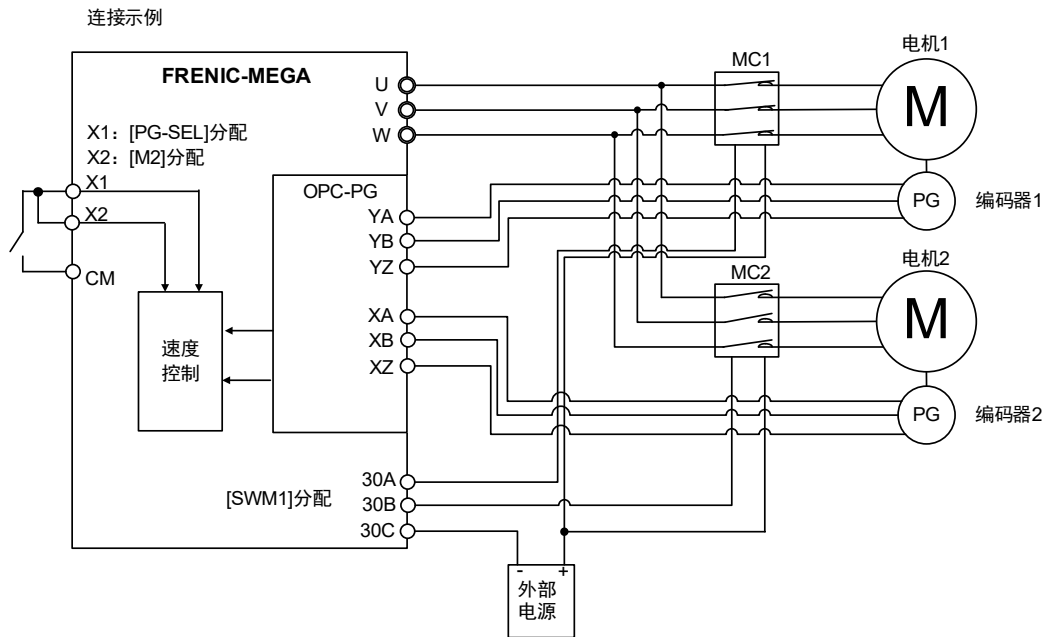 连接示例
FRENIC-MEGA
X1：[PG-SEL]分配
X2：[M2]分配
X1
X2
CM
速度
控制
OPC-PG
U
V
W
YA
YB
YZ
XA
XB
XZ
[SWM1]分配
30A
30B
30C
MC1
电机1
M
PG
编码器1
MC2
电机2
M
PG
编码器2
- +
外部
电源